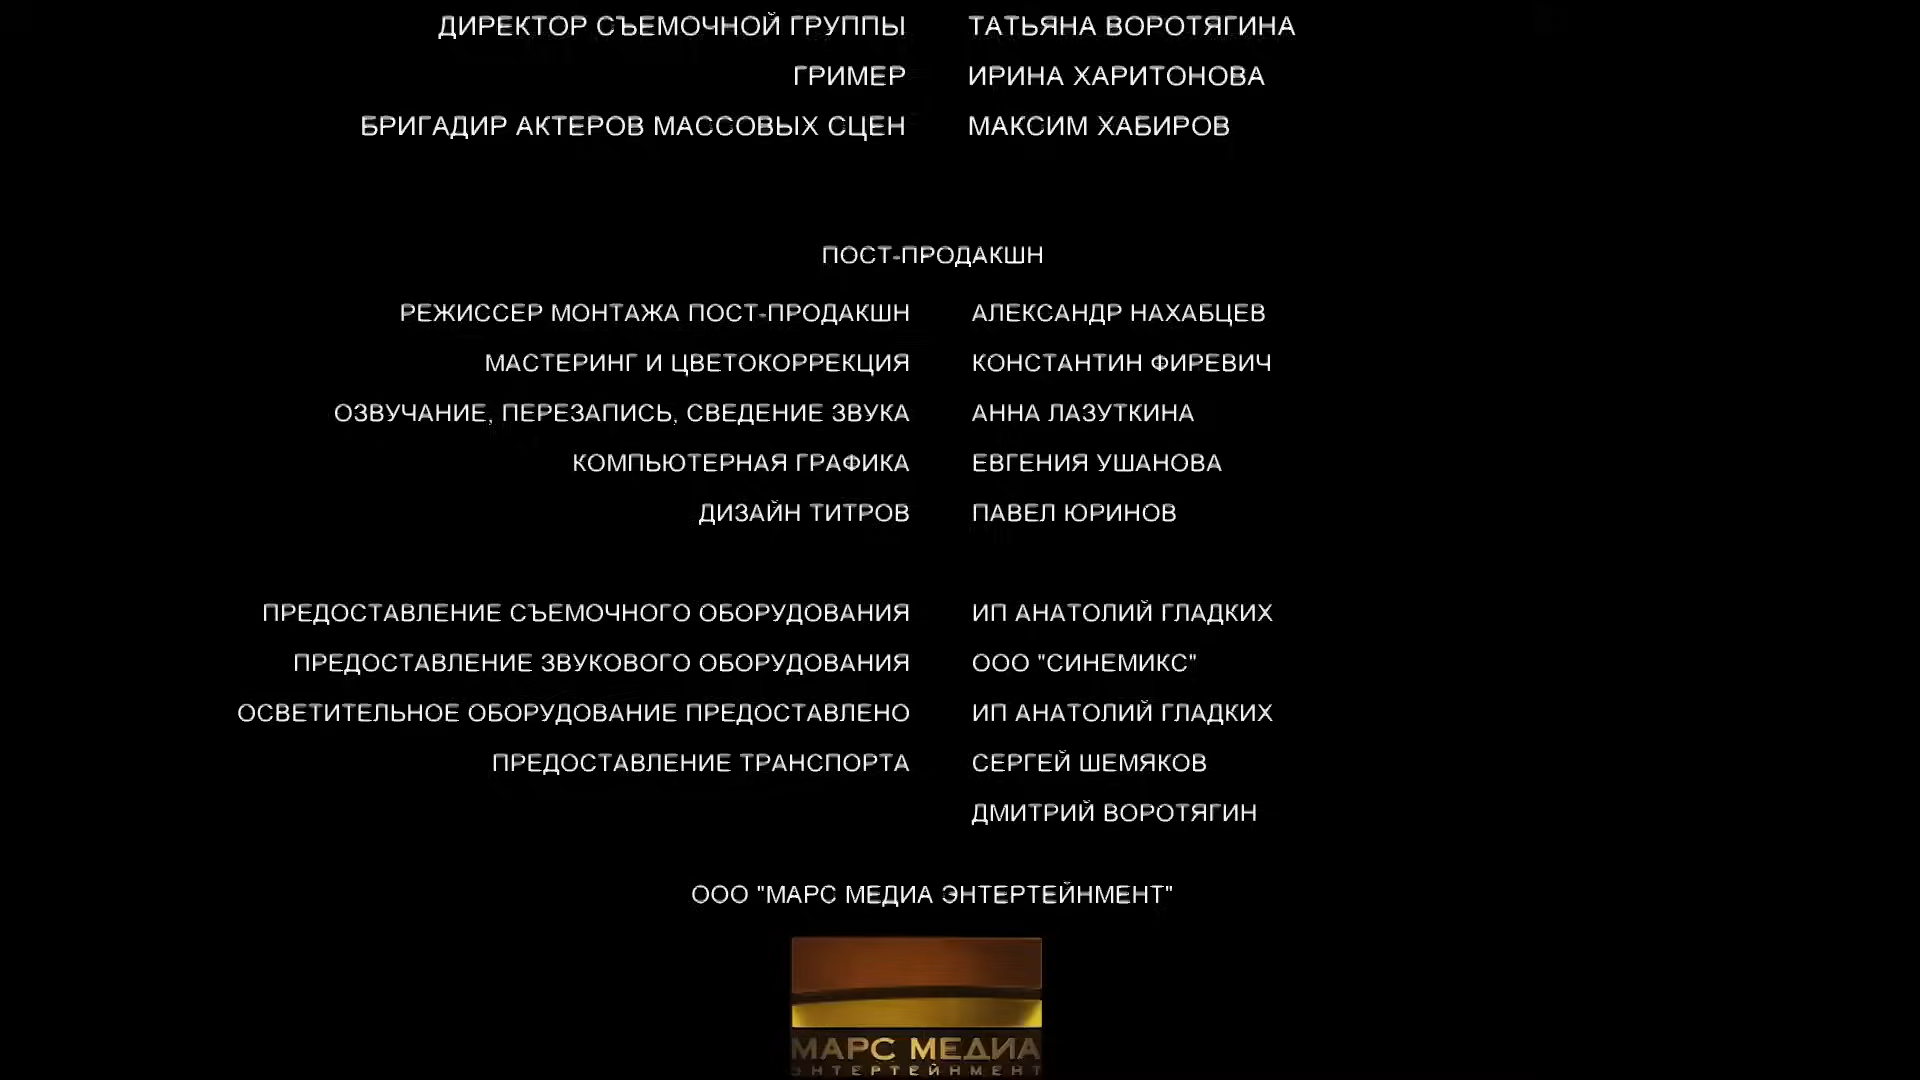 ДИРЕКТОР СЪЕМОЧНОЙ ГРУППЫ ТАТЬЯНА ВОРОТЯГИНА
ГРИМЕР ИРИНА ХАРИТОНОВА
БРИГАДИР АКТЕРОВ МАССОВЫХ СЦЕН МАКСИМ ХАБИРОВ
ПОСТ-ПРОДАКШН
РЕЖИССЕР МОНТАЖА ПОСТ-ПРОДАКШН АЛЕКСАНДР НАХАБЦЕВ
МАСТЕРИНГ И ЦВЕТОКОРРЕКЦИЯ КОНСТАНТИН ФИРЕВИЧ
ОЗВУЧАНИЕ, ПЕРЕЗАПИСЬ, СВЕДЕНИЕ ЗВУКА АННА ЛАЗУТКИНА
КОМПЬЮТЕРНАЯ ГРАФИКА ЕВГЕНИЯ УШАНОВА
ДИЗАЙН ТИТРОВ ПАВЕЛ ЮРИНОВ
ПРЕДОСТАВЛЕНИЕ СЪЕМОЧНОГО ОБОРУДОВАНИЯ ИП АНАТОЛИЙ ГЛАДКИХ
ПРЕДОСТАВЛЕНИЕ ЗВУКОВОГО ОБОРУДОВАНИЯ ООО "СИНЕМИКС"
ОСВЕТИТЕЛЬНОЕ ОБОРУДОВАНИЕ ПРЕДОСТАВЛЕНО ИП АНАТОЛИЙ ГЛАДКИХ
ПРЕДОСТАВЛЕНИЕ ТРАНСПОРТА СЕРГЕЙ ШЕМЯКОВ
ДМИТРИЙ ВОРОТЯГИН
ООО "МАРС МЕДИА ЭНТЕРТЕЙНМЕНТ"
МАРС МЕДИА
ЭНТЕРТЕЙНМЕНТ